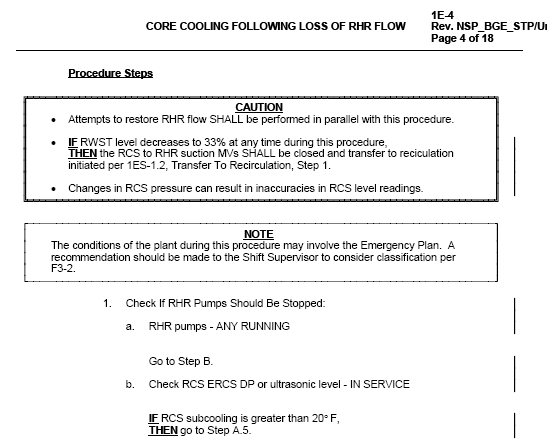 1E-4
CORE COOLING FOLLOWING LOSS OF RHR FLOW
Rev. NSP_BGE_STP/U
Page 4 of 18
Procedure Steps
CAUTION
• Attempts to restore RHR flow SHALL be performed in parallel with this procedure.
• IF RWST level decreases to 33% at any time during this procedure,
THEN the RCS to RHR suction MVs SHALL be closed and transfer to reciculation
initiated per 1ES-1.2, Transfer To Recirculation, Step 1.
• Changes in RCS pressure can result in inaccuracies in RCS level readings.
NOTE
The conditions of the plant during this procedure may involve the Emergency Plan. A
recommendation should be made to the Shift Supervisor to consider classification per
F3-2.
1. Check If RHR Pumps Should Be Stopped:
a. RHR pumps - ANY RUNNING
Go to Step B.
b. Check RCS ERCS DP or ultrasonic level - IN SERVICE
IF RCS subcooling is greater than 20° F,
THEN go to Step A.5.